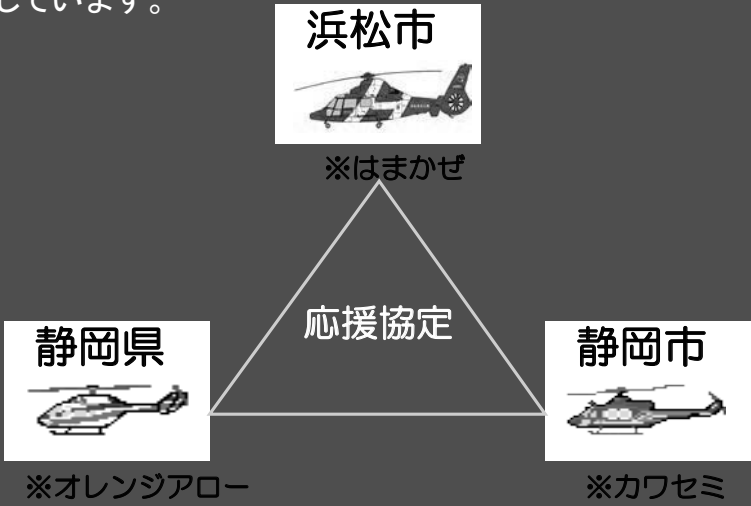 しています。
浜松市
※はまかぜ
応援協定
静岡県
静岡市
※オレンジアロー
※カワセミ